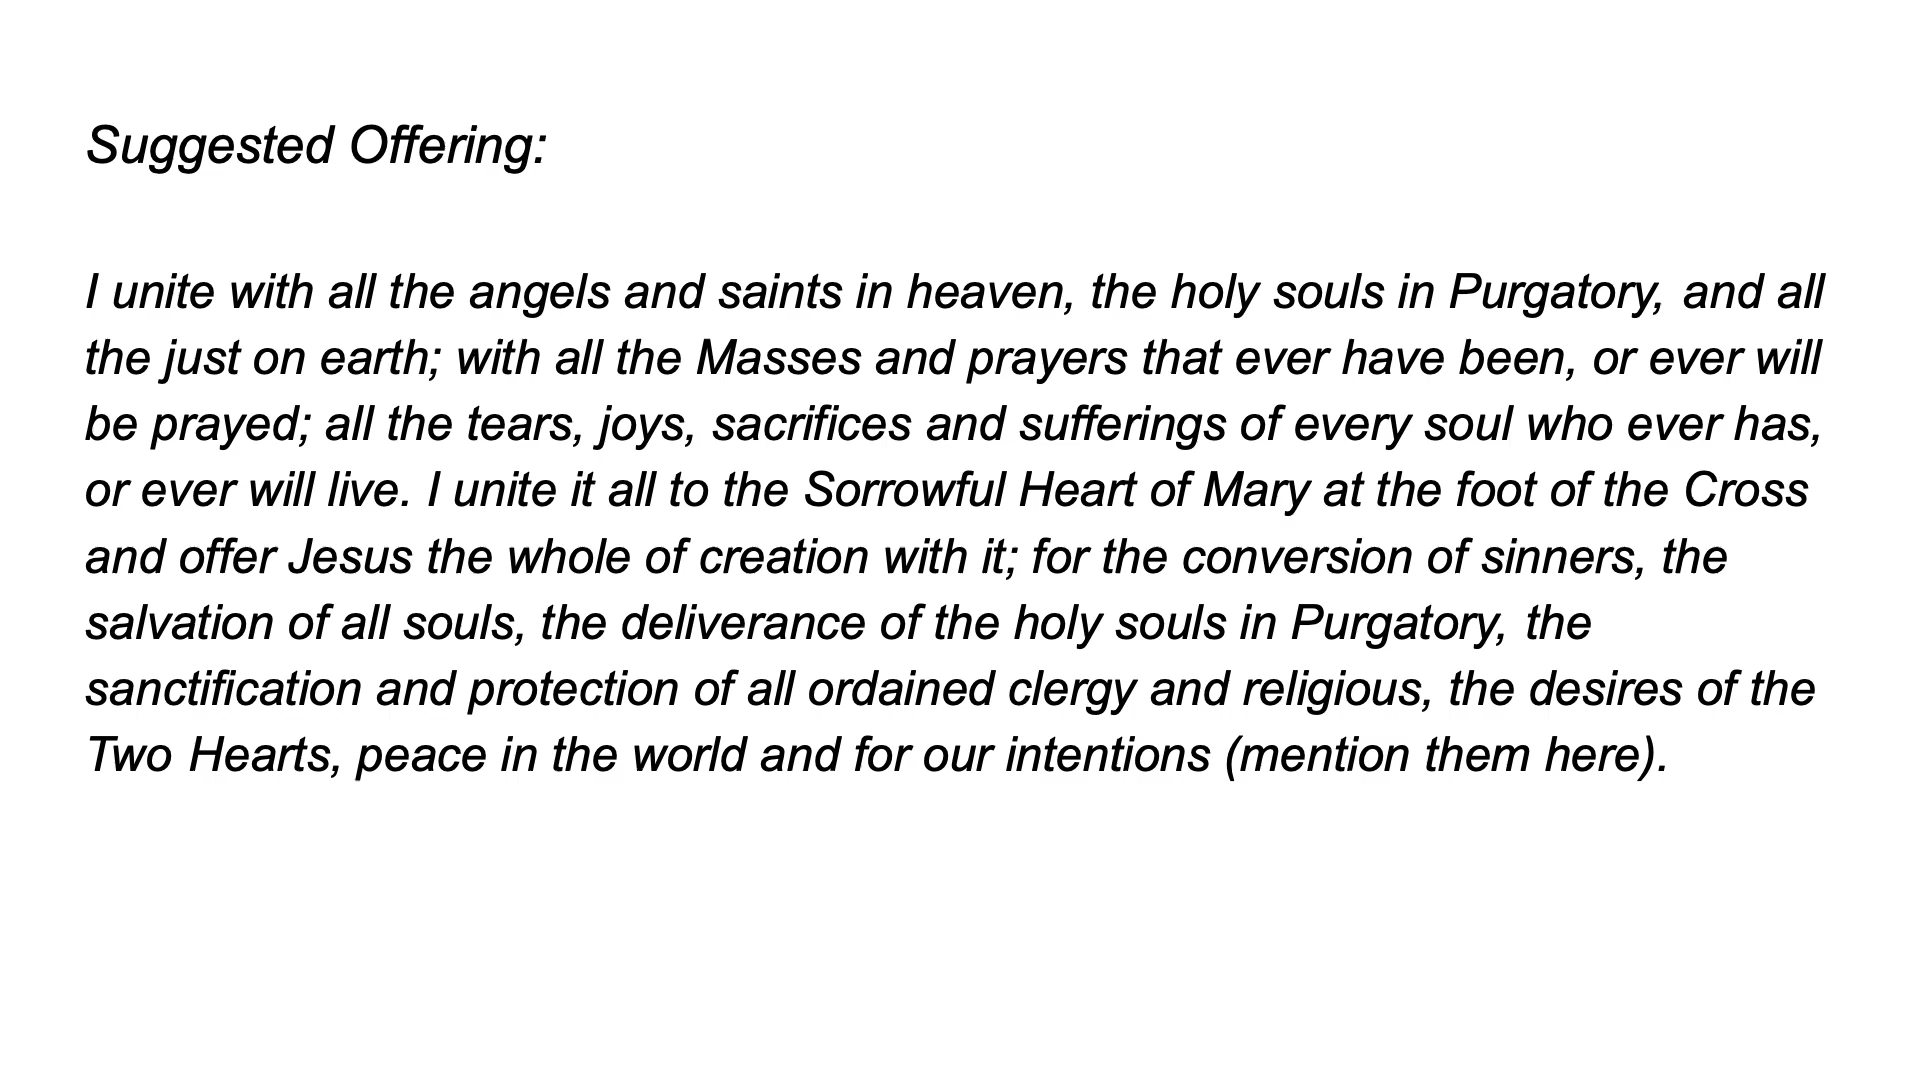 Suggested Offering:
I unite with all the angels and saints in heaven, the holy souls in Purgatory, and all
the just on earth; with all the Masses and prayers that ever have been, or ever will
be prayed; all the tears, joys, sacrifices and sufferings of every soul who ever has,
or ever will live. I unite it all to the Sorrowful Heart of Mary at the foot of the Cross
and offer Jesus the whole of creation with it; for the conversion of sinners, the
salvation of all souls, the deliverance of the holy souls in Purgatory, the
sanctification and protection of all ordained clergy and religious, the desires of the
Two Hearts, peace in the world and for our intentions (mention them here).